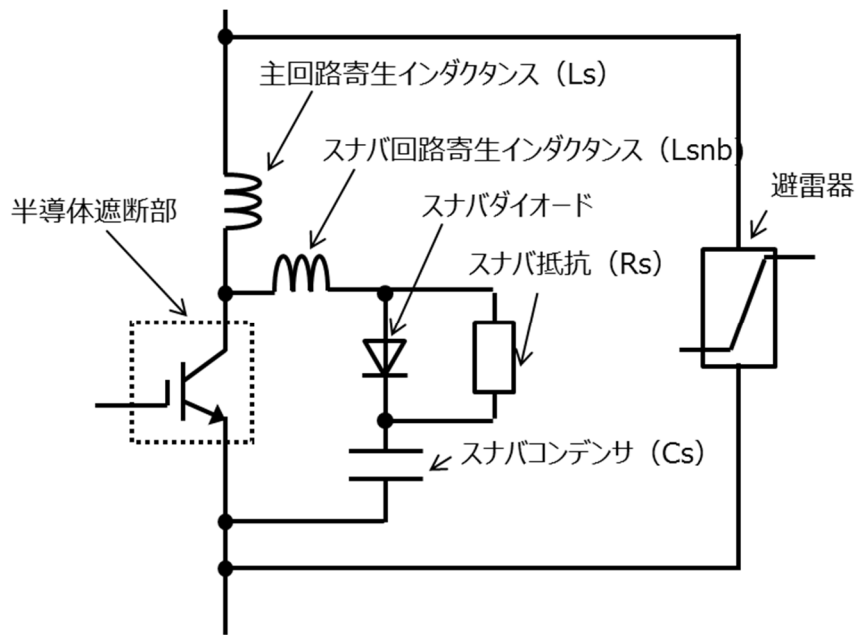 主回路寄生インダクタンス（Ls）
スナバ回路寄生インダクタンス（Lsnb）
避雷器
半導体遮断部
スナバダイオード
スナバ抵抗（Rs）
スナバコンデンサ（Cs）